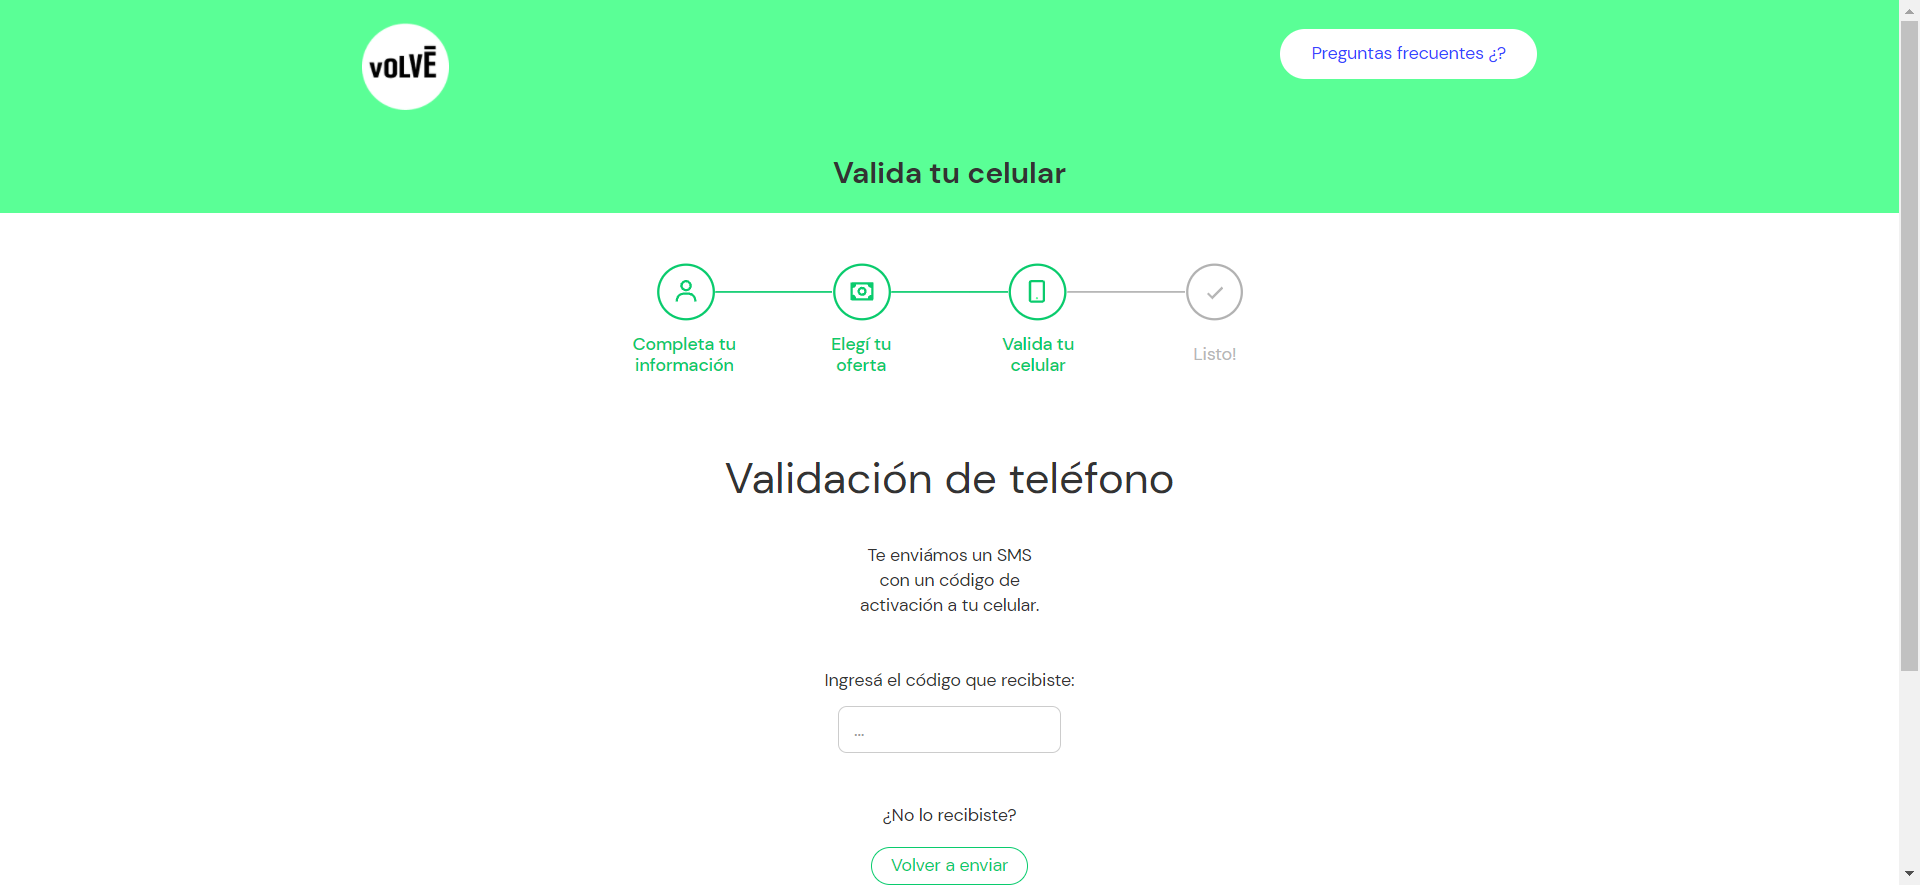 VOLVĒ
Preguntas frecuentes ¿?
Valida tu celular
Completa tu
información
Elegí tu
oferta
Valida tu
celular
Listo!
Validación de teléfono
Te enviámos un SMS
con un código de
activación a tu celular.
Ingresá el código que recibiste:
...
¿No lo recibiste?
Volver a enviar